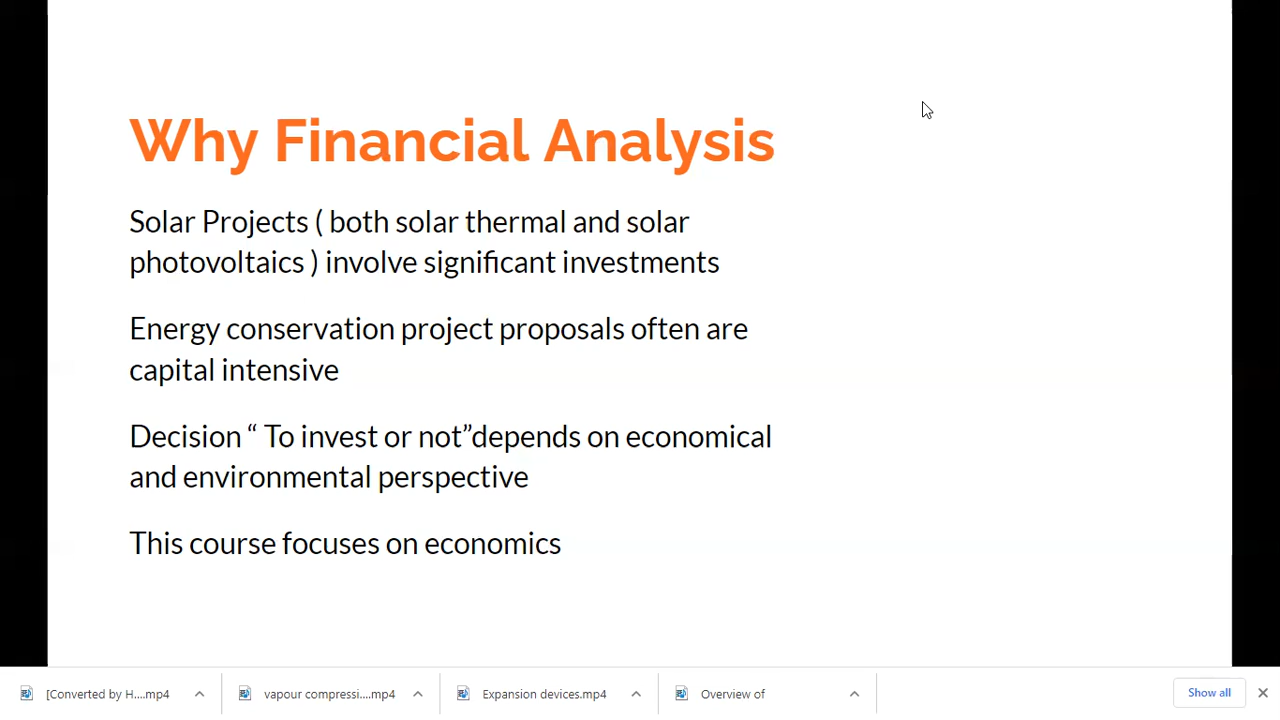 Why Financial Analysis
Solar Projects ( both solar thermal and solar
photovoltaics ) involve significant investments
Energy conservation project proposals often are
capital intensive
Decision “ To invest or not”depends on economical
and environmental perspective
This course focuses on economics
[Converted by H....mp4
vapour compressi....mp4
Expansion devices.mp4
Overview of
Show all